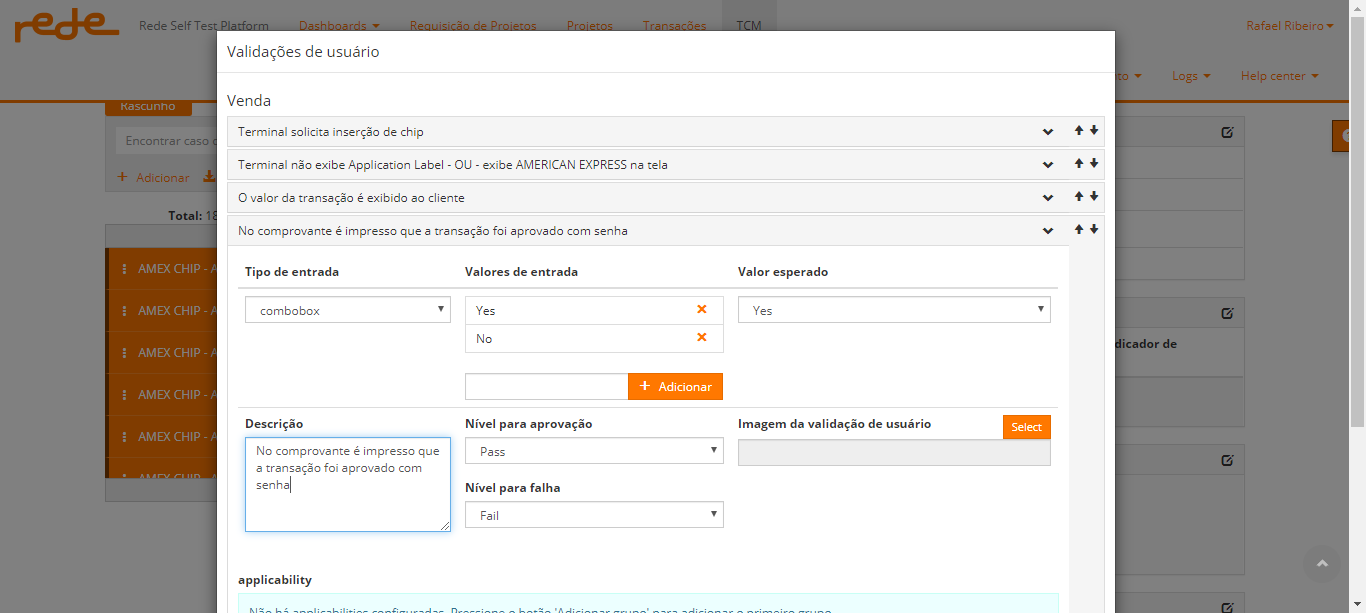 rede
Rede Self Test Platform
Dashboards
Requisição de Projetos
Projetos
Transações
TCM
Rafael Ribeiro
Logs
Help center
Validações de usuário
Venda
Rascunho
Encontrar caso
Adicionar
Total: 18
AMEX CHIP - A
AMEX CHIP - A
AMEX CHIP - A
AMEX CHIP - A
AMEX CHIP - A
Terminal solicita inserção de chip
Terminal não exibe Application Label - OU - exibe AMERICAN EXPRESS na tela
O valor da transação é exibido ao cliente
No comprovante é impresso que a transação foi aprovado com senha
Tipo de entrada
Valores de entrada
Valor esperado
combobox
Yes
No
Yes
+ Adicionar
dicador de
Descrição
Nível para aprovação
Imagem da validação de usuário
Select
No comprovante é impresso que
a transação foi aprovado com
senha
Pass
Nível para falha
Fail
applicability
Não há applicabilities configuradas. Pressione o botão 'Adicionar grupo' para adicionar o primeiro grupo